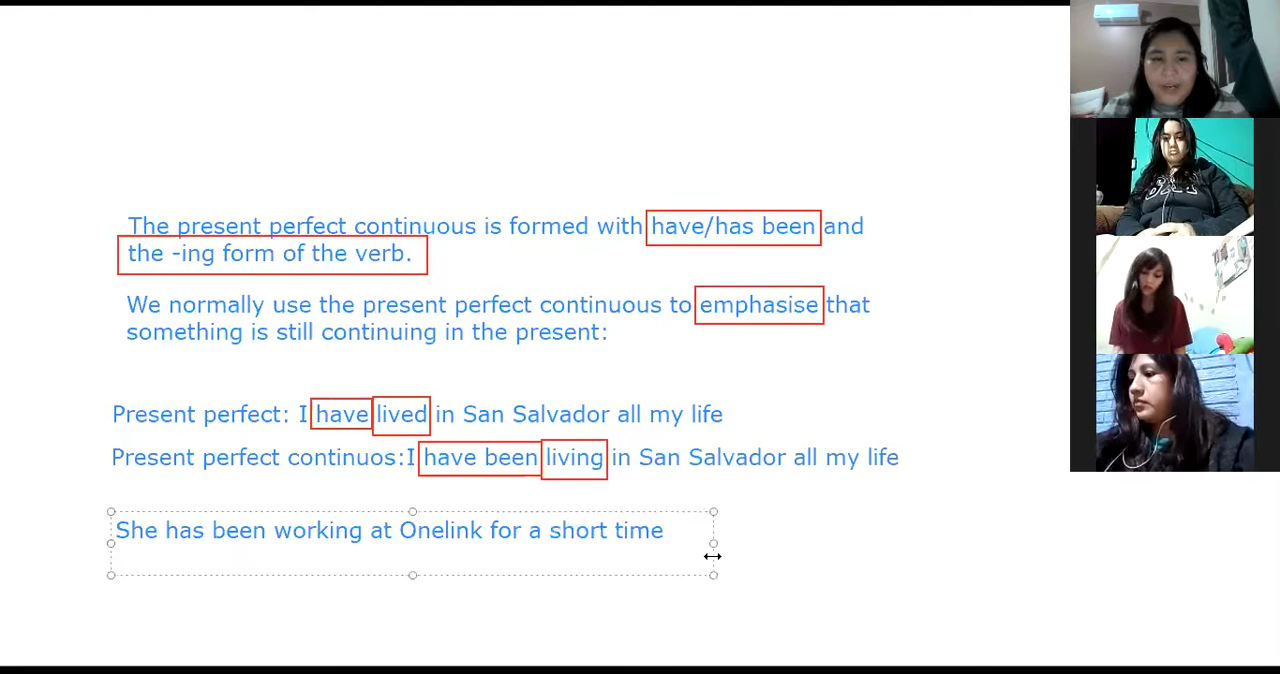 The present perfect continuous is formed with have/has been and
the -ing form of the verb.
We normally use the present perfect continuous to emphasise that
something is still continuing in the present:
Present perfect: I have lived in San Salvador all my life
Present perfect continuos:I have been living in San Salvador all my life
She has been working at Onelink for a short time